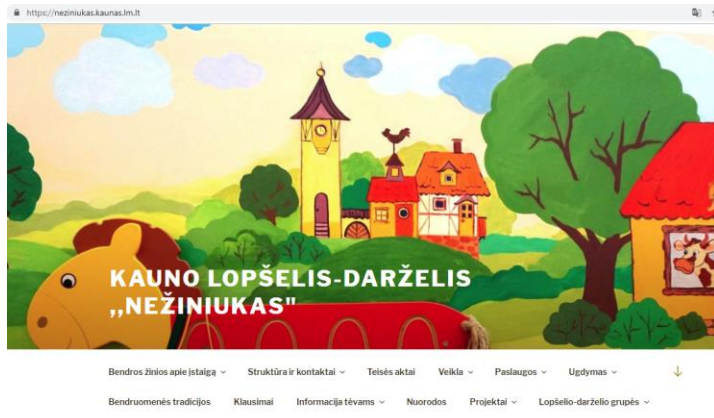 https://neziniukas.kaunas.lm.lt
KAUNO LOPŠELIS-DARŽELIS
,,NEŽINIUKAS"
Bendros žinios apie įstaigą Struktūra ir kontaktai Teisės aktai Veikla Paslaugos Ugdymas
Bendruomenės tradicijos Klausimai Informacija tėvams Nuorodos Projektai Lopšelio-darželio grupės